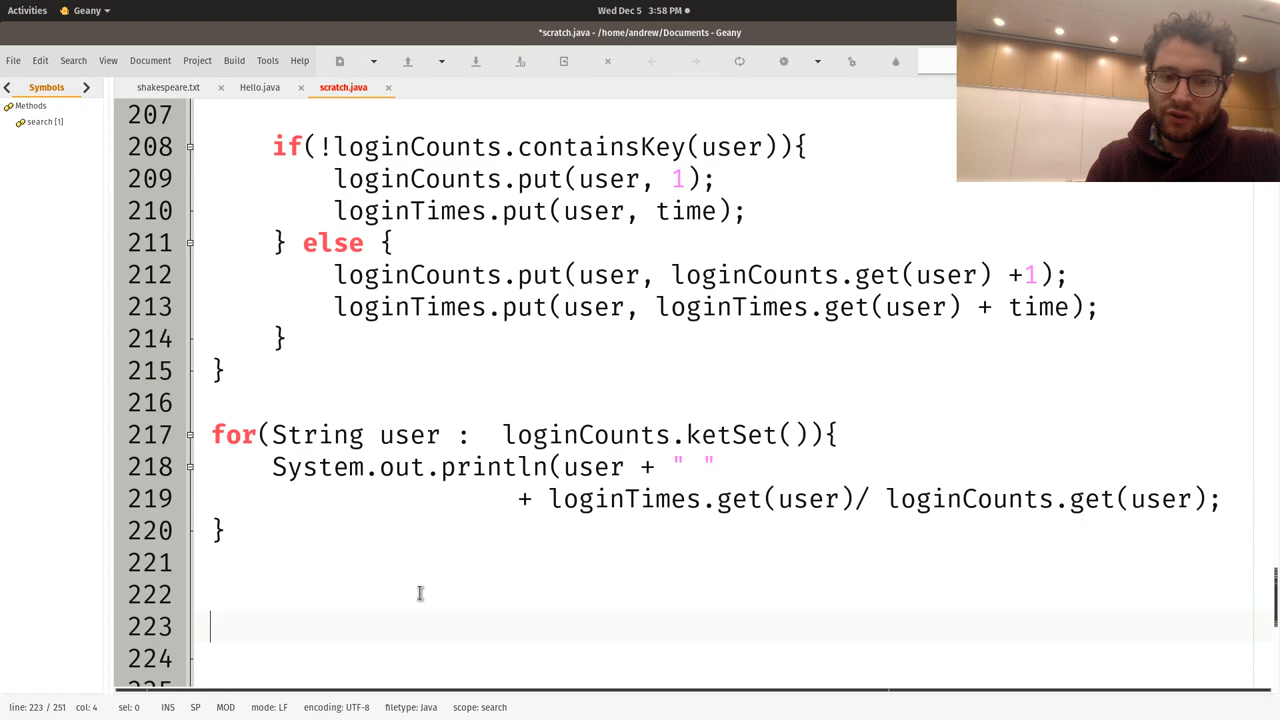 Activities
Geany
Wed Dec 5 3:58 PM
*scratch.java - /home/andrew/Documents - Geany
File Edit Search View Document Project Build Tools Help
Symbols
shakespeare.txt
Hello.java
scratch.java
Methods
search [1]
207
208 if(!loginCounts.containsKey(user)){
209 loginCounts.put(user, 1);
210 loginTimes.put(user, time);
211 } else {
212 loginCounts.put(user, loginCounts.get(user) +1);
213 loginTimes.put(user, loginTimes.get(user) + time);
214 }
215 }
216
217 for(String user :  loginCounts.ketSet()){
218 System.out.println(user + " "
219 + loginTimes.get(user)/ loginCounts.get(user);
220 }
221
222
223
224
line: 223 / 251 col: 4 sel: 0 INS SP MOD mode: LF encoding: UTF-8 filetype: Java scope: search